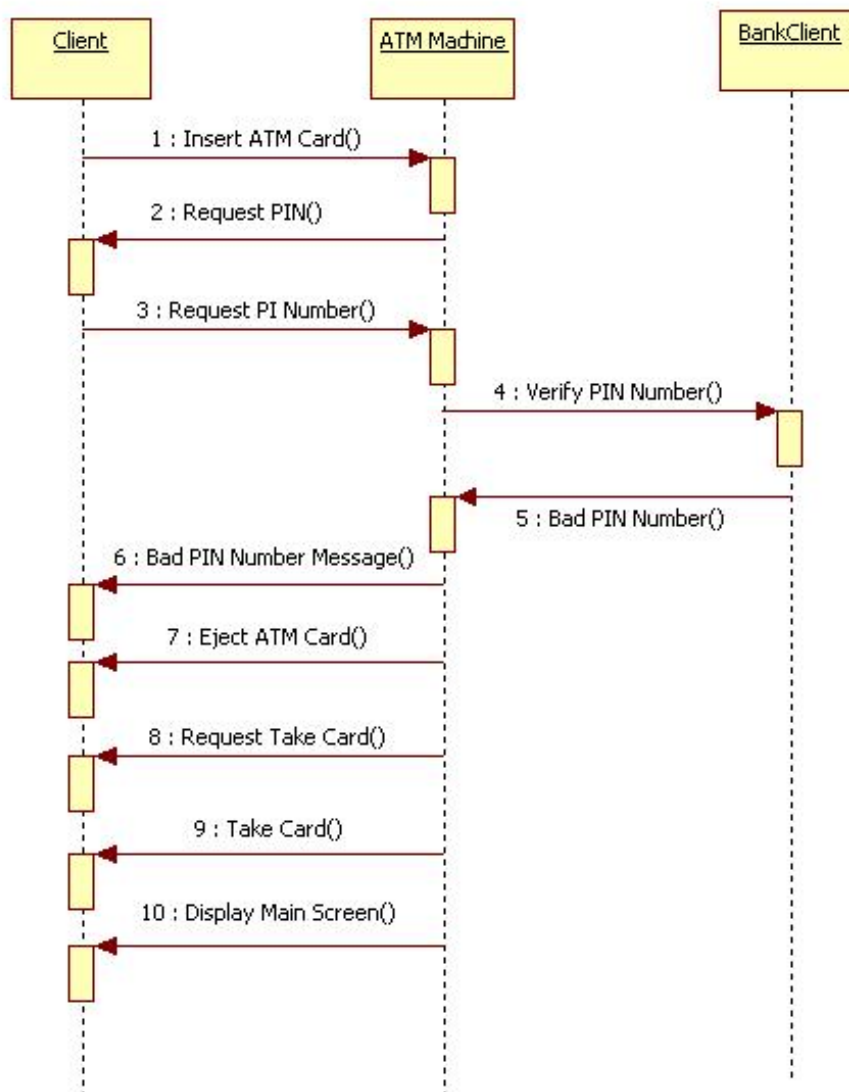 Client
ATM Machine
BankClient
1 : Insert ATM Card()
2 : Request PIN()
3 : Request PI Number()
4 : Verify PIN Number()
5 : Bad PIN Number()
6 : Bad PIN Number Message()
7 : Eject ATM Card()
8 : Request Take Card()
9 : Take Card()
10 : Display Main Screen()